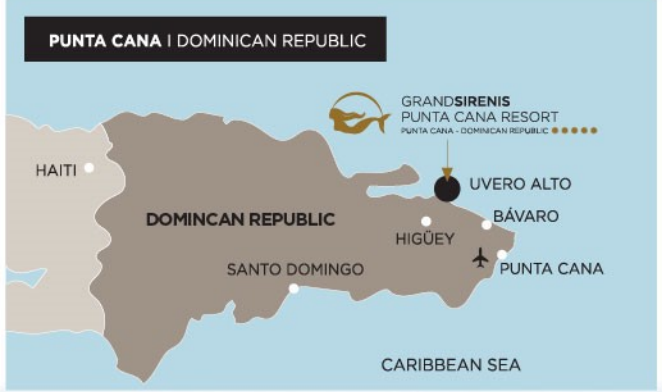 PUNTA CANA | DOMINICAN REPUBLIC
GRANDSIRENIS
PUNTA CANA RESORT
PUNTA CANA - DOMINICAN REPUBLIC
HAITI
UVERO ALTO
DOMINCAN REPUBLIC
BÁVARO
HIGÜEY
SANTO DOMINGO
PUNTA CANA
CARIBBEAN SEA